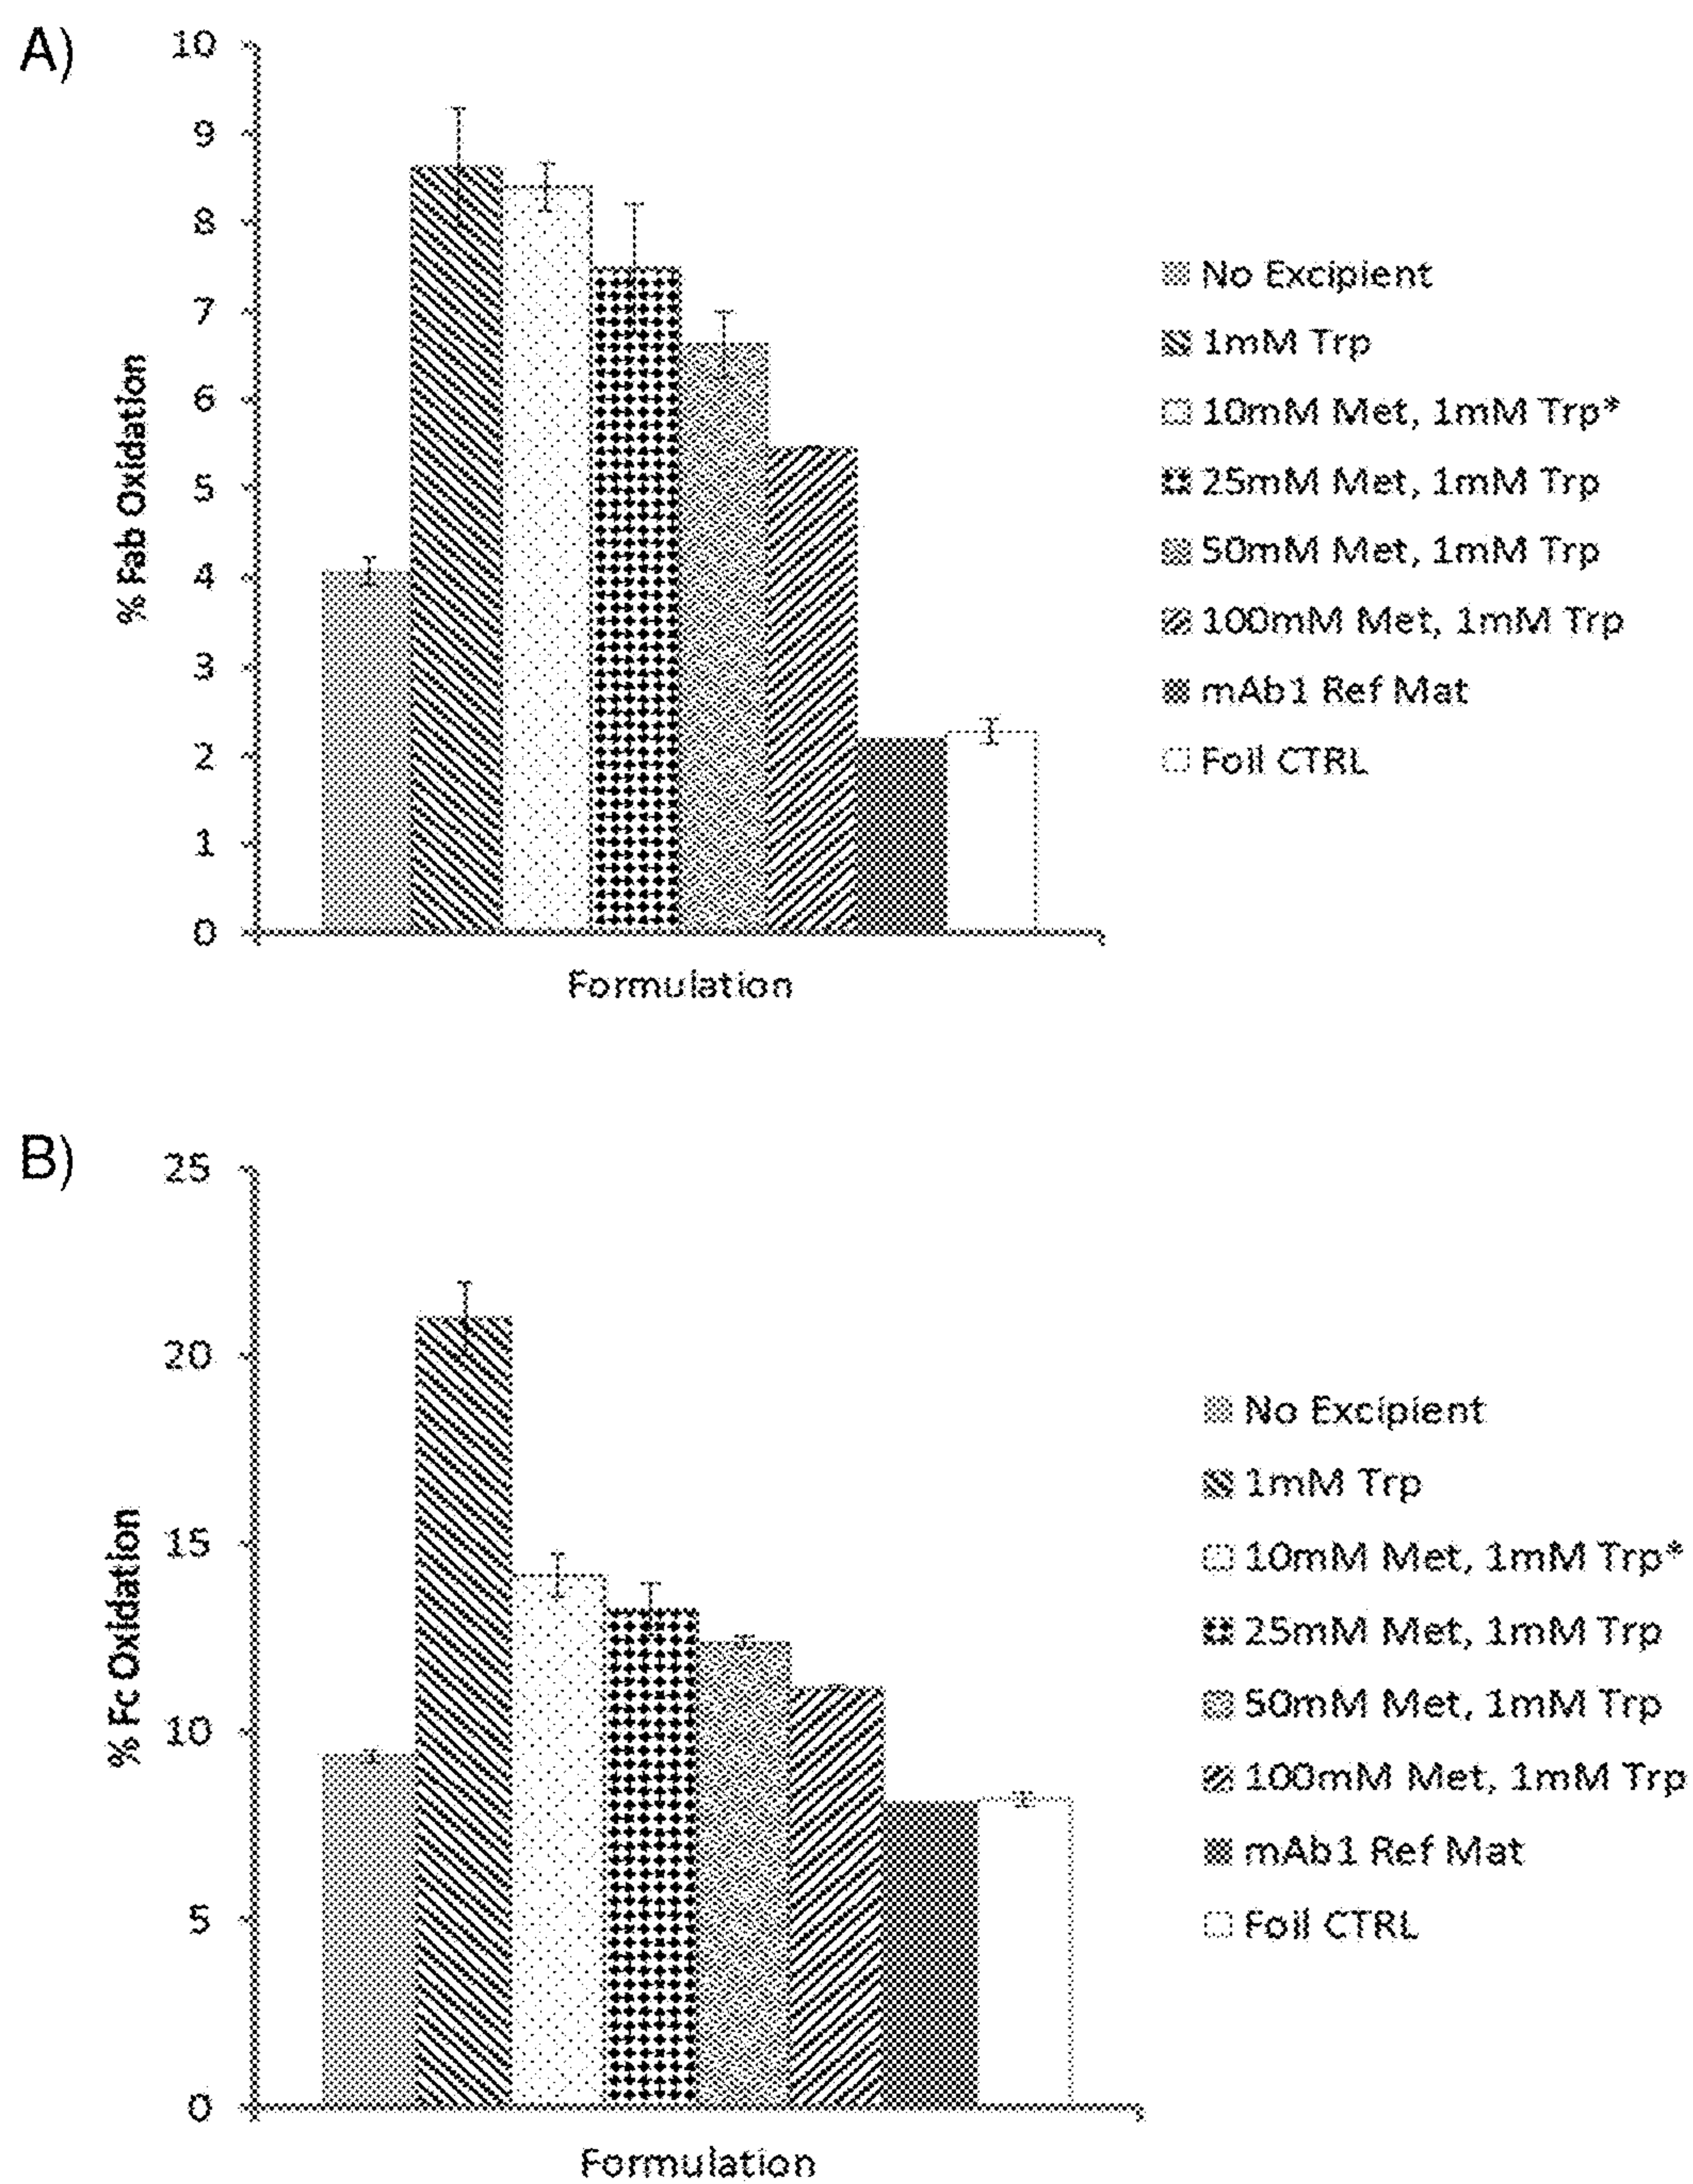 A)
10
9
8
7
6
5
4
3
2
1
0
% Fab Oxidation
Formulation
No Excipient
1mM Trp
10mM Met, 1mM Trp*
25mM Met, 1mM Trp
50mM Met, 1mM Trp
100mM Met, 1mM Trp
mAb1 Ref Mat
Foil CTRL
B)
25
20
15
10
5
0
% Fc Oxidation
Formulation
No Excipient
1mM Trp
10mM Met, 1mM Trp*
25mM Met, 1mM Trp
50mM Met, 1mM Trp
100mM Met, 1mM Trp
mAb1 Ref Mat
Foil CTRL